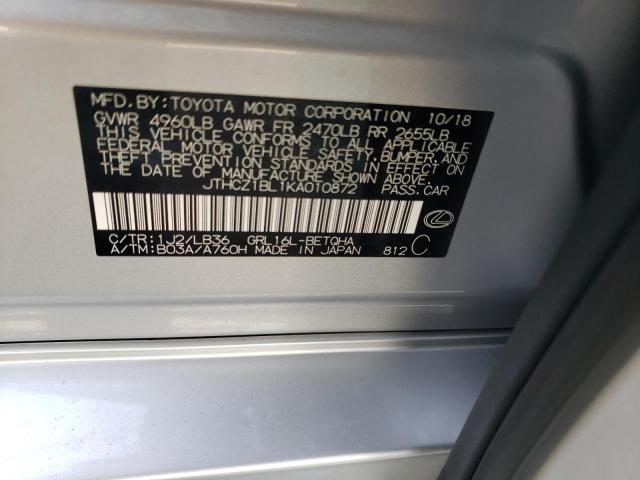 MFD. BY: TOYOTA MOTOR CORPORATION 10/18
GVWR 4960LB GAWR FR 2470LB RR 2655LB
THIS VEHICLE CONFORMS TO ALL APPLICABLE
FEDERAL MOTOR VEHICLE SAFETY, BUMPER, AND
THEFT PREVENTION STANDARDS IN EFFECT ON
THE DATE OF MANUFACTURE SHOWN ABOVE.
JTHCZ1BL1KA010872 PASS.CAR
C/TR: 1J2/LB36 GRL16L-BETQHA
A/TM: B03A/A760H MADE IN JAPAN 812 C